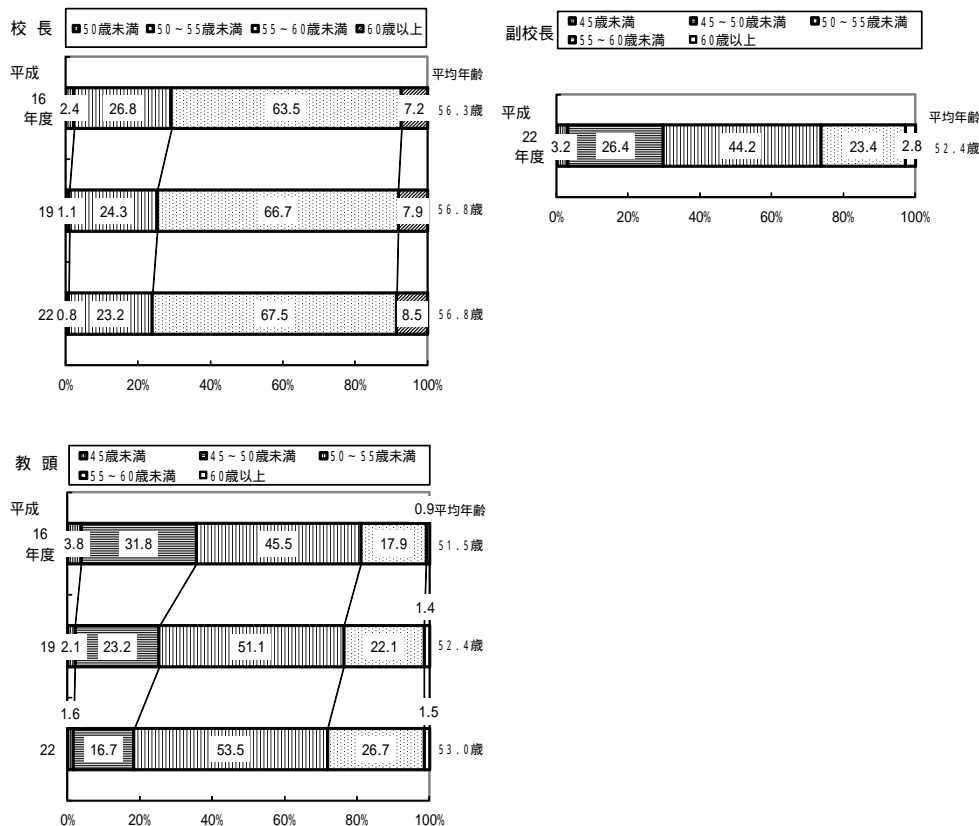 校 長
■50歳未満 ■50～55歳未満 ■55～60歳未満 ■60歳以上
平成
平均年齢
16
年度
2.4 26.8 63.5 7.2 56.3歳
19 1.1 24.3 66.7 7.9 56.8歳
22 0.8 23.2 67.5 8.5 56.8歳
0% 20% 40% 60% 80% 100%
副校長
■45歳未満 ■45～50歳未満 ■50～55歳未満
■55～60歳未満 □60歳以上
平成
平均年齢
22
年度
3.2 26.4 44.2 23.4 2.8 52.4歳
0% 20% 40% 60% 80% 100%
教 頭
■45歳未満 ■45～50歳未満 ■50～55歳未満
■55～60歳未満 □60歳以上
平成
0.9 平均年齢
16
年度
3.8 31.8 45.5 17.9 51.5歳
1.4
19 2.1 23.2 51.1 22.1 52.4歳
1.6 1.5
22 16.7 53.5 26.7 53.0歳
0% 20% 40% 60% 80% 100%